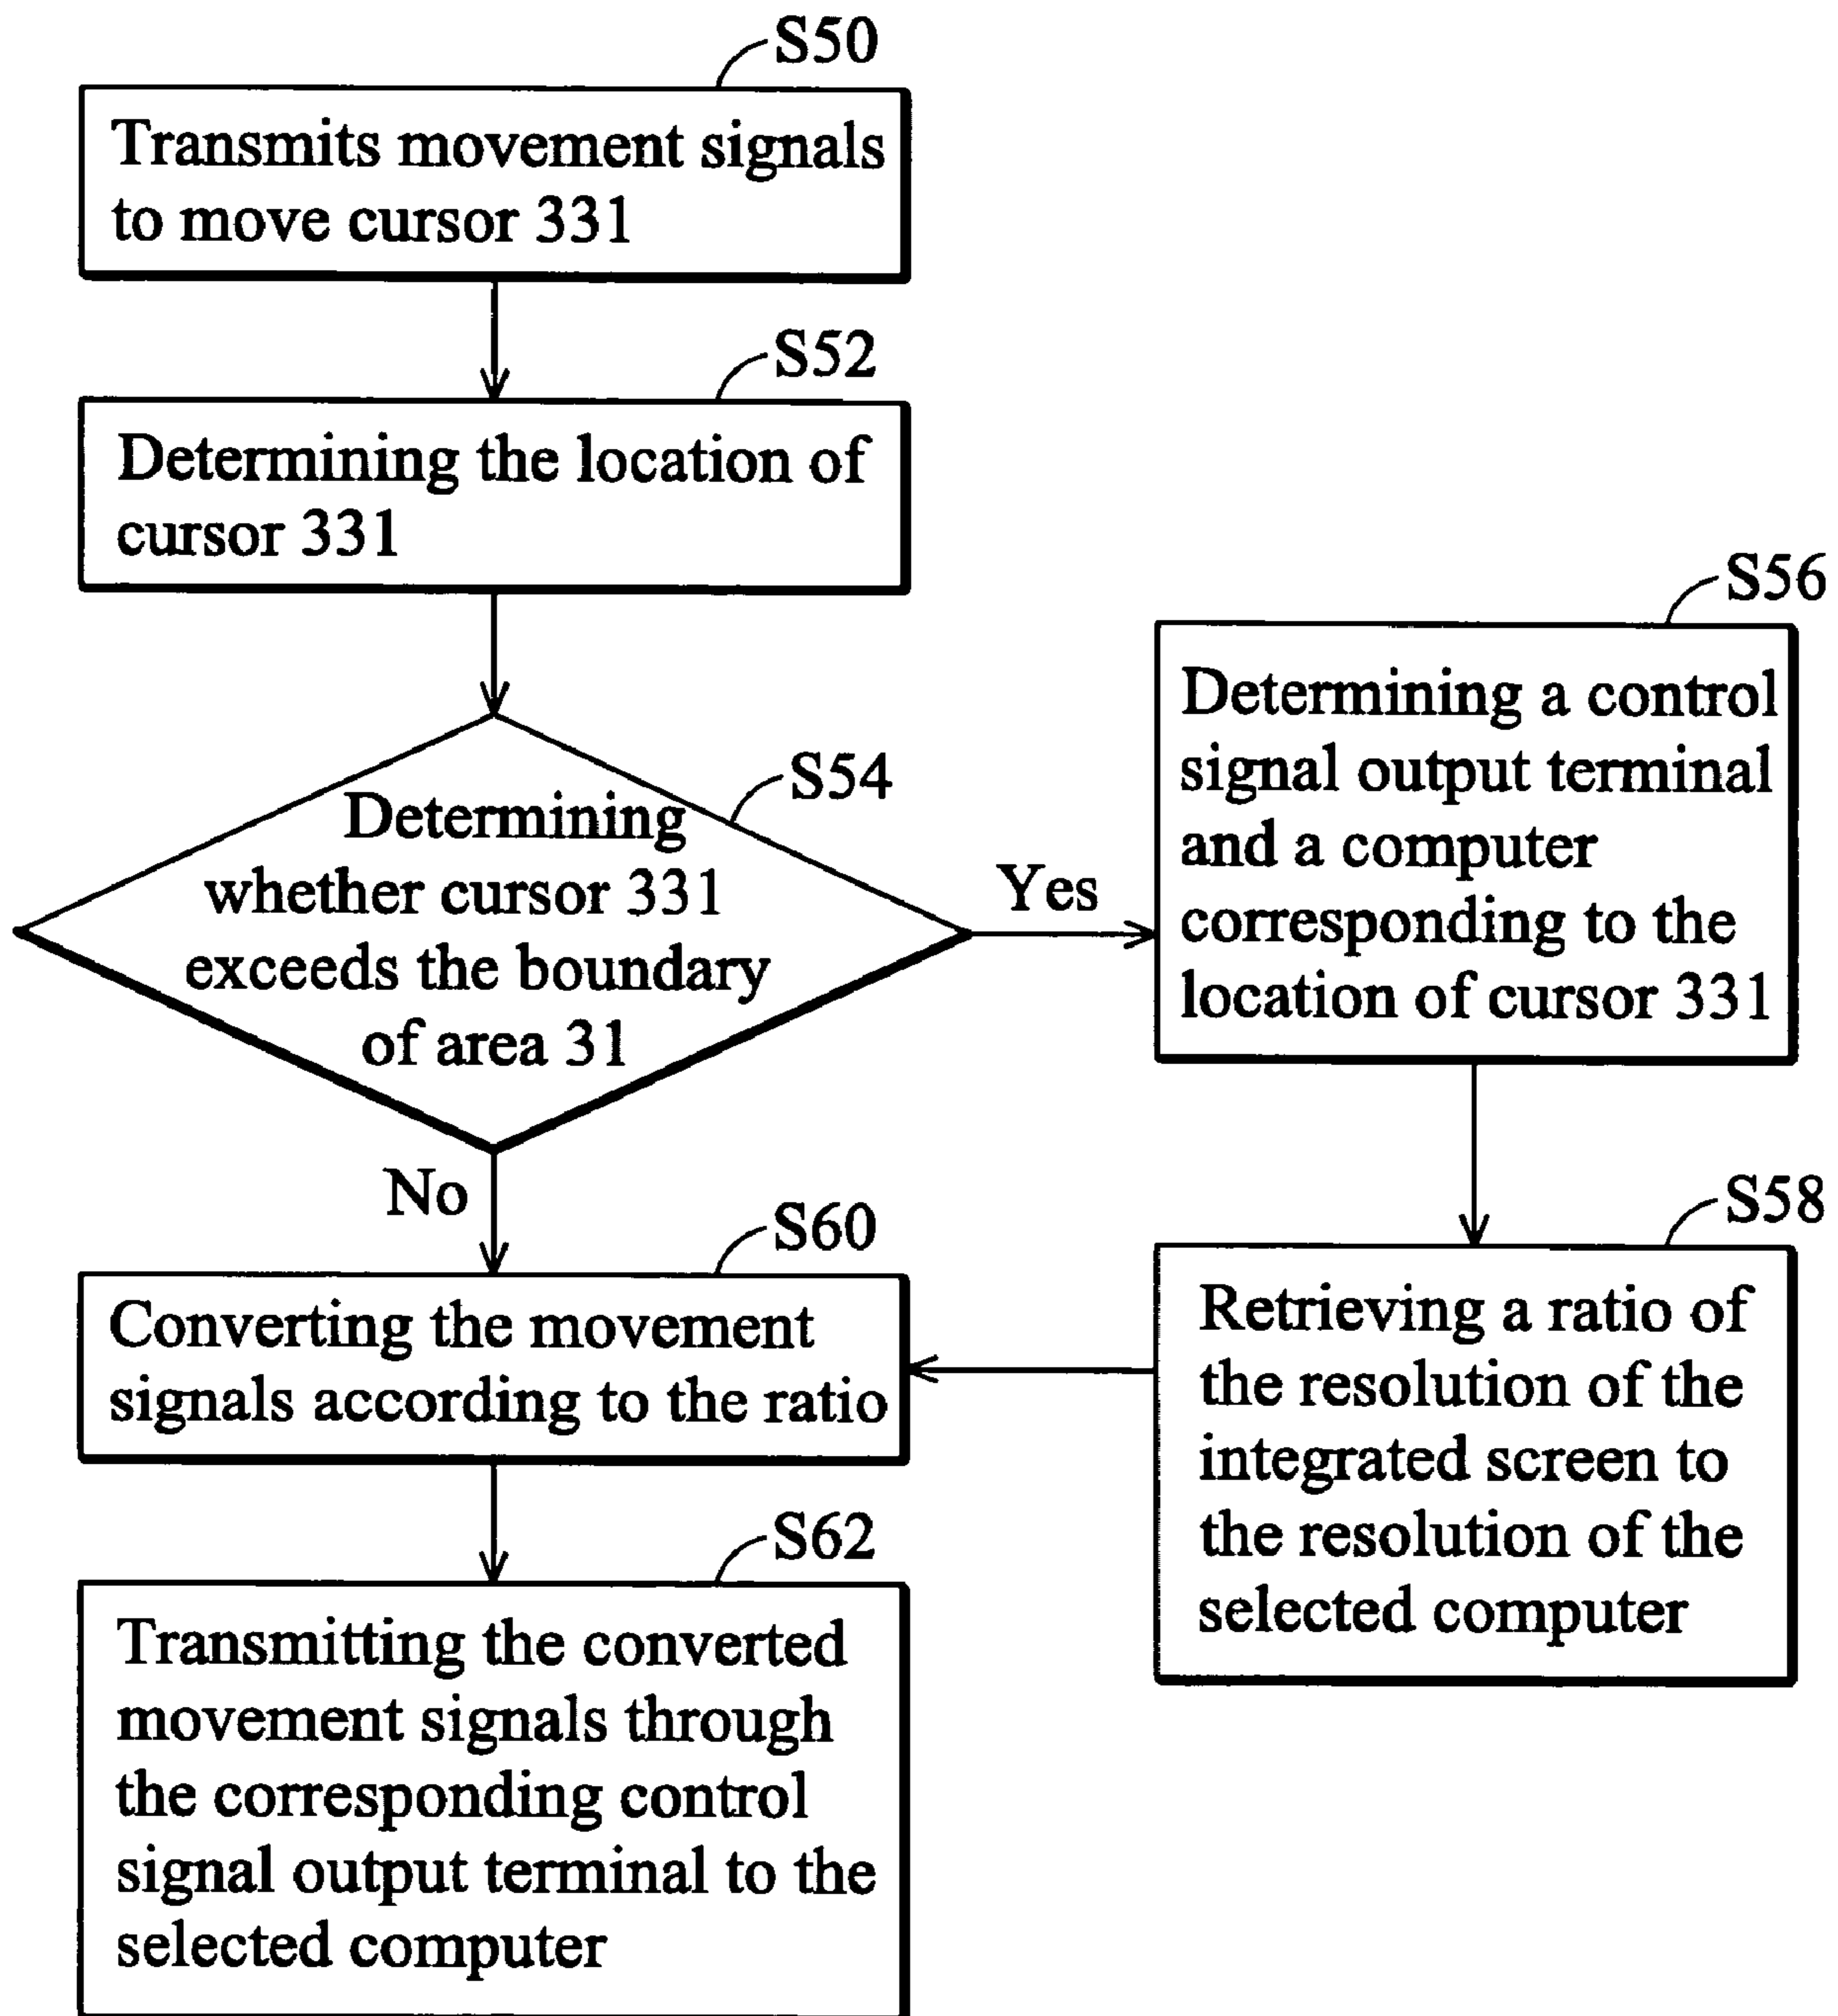 S50
Transmits movement signals
to move cursor 331
S52
Determining the location of
cursor 331
S54
Determining
whether cursor 331
exceeds the boundary
of area 31
Yes
No
S56
Determining a control
signal output terminal
and a computer
corresponding to the
location of cursor 331
S58
Retrieving a ratio of
the resolution of the
integrated screen to
the resolution of the
selected computer
S60
Converting the movement
signals according to the ratio
S62
Transmitting the converted
movement signals through
the corresponding control
signal output terminal to the
selected computer